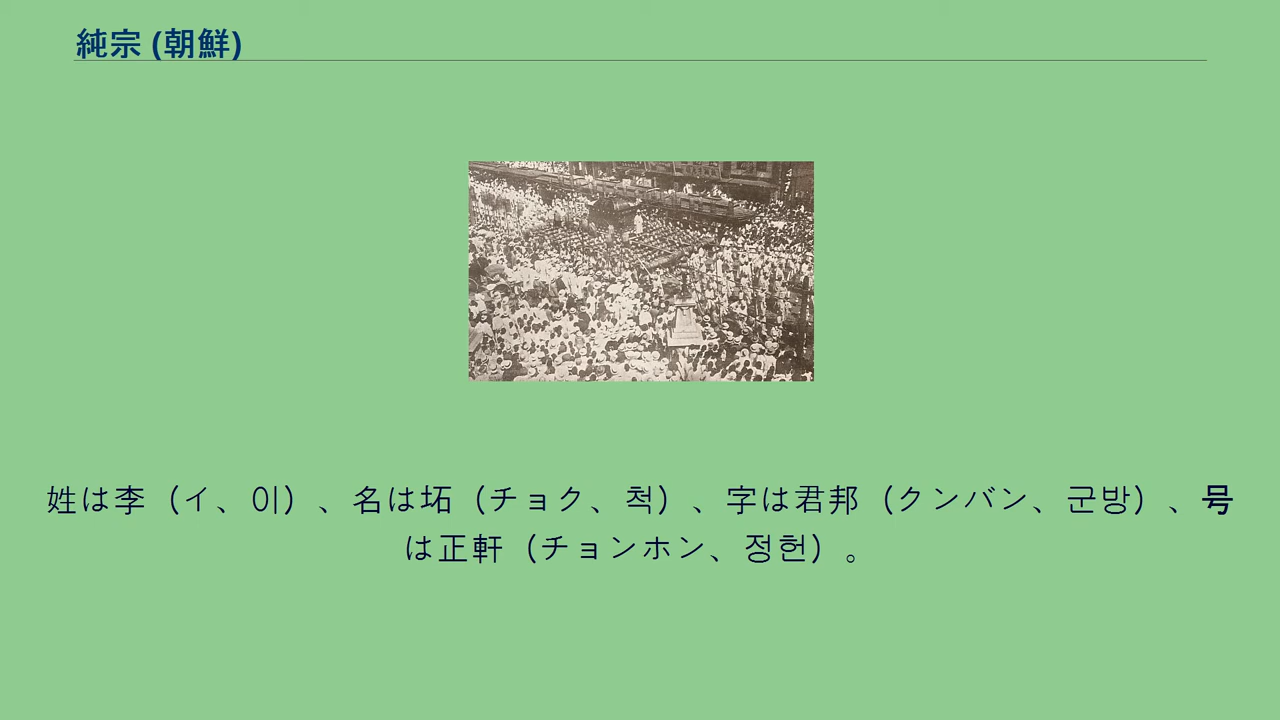 純宗 (朝鮮)
姓は李（イ、이）、名は坧（チョク、척）、字は君邦（クンバン、군방）、号
は正軒（チョンホン、정헌）。